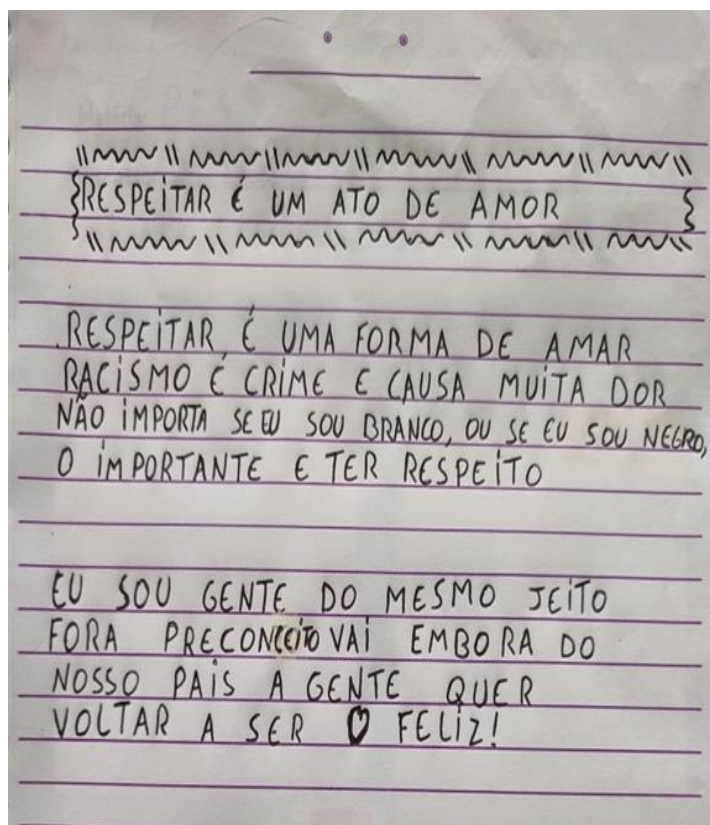 RESPEITAR É UM ATO DE AMOR
RESPEITAR É UMA FORMA DE AMAR
RACISMO É CRIME E CAUSA MUITA DOR
NÃO IMPORTA SE EU SOU BRANCO, OU SE EU SOU NEGRO,
O IMPORTANTE E TER RESPEITO
EU SOU GENTE DO MESMO JEITO
FORA PRECONCEITO VAI EMBORA DO
NOSSO PAIS A GENTE QUER
VOLTAR A SER FELIZ!